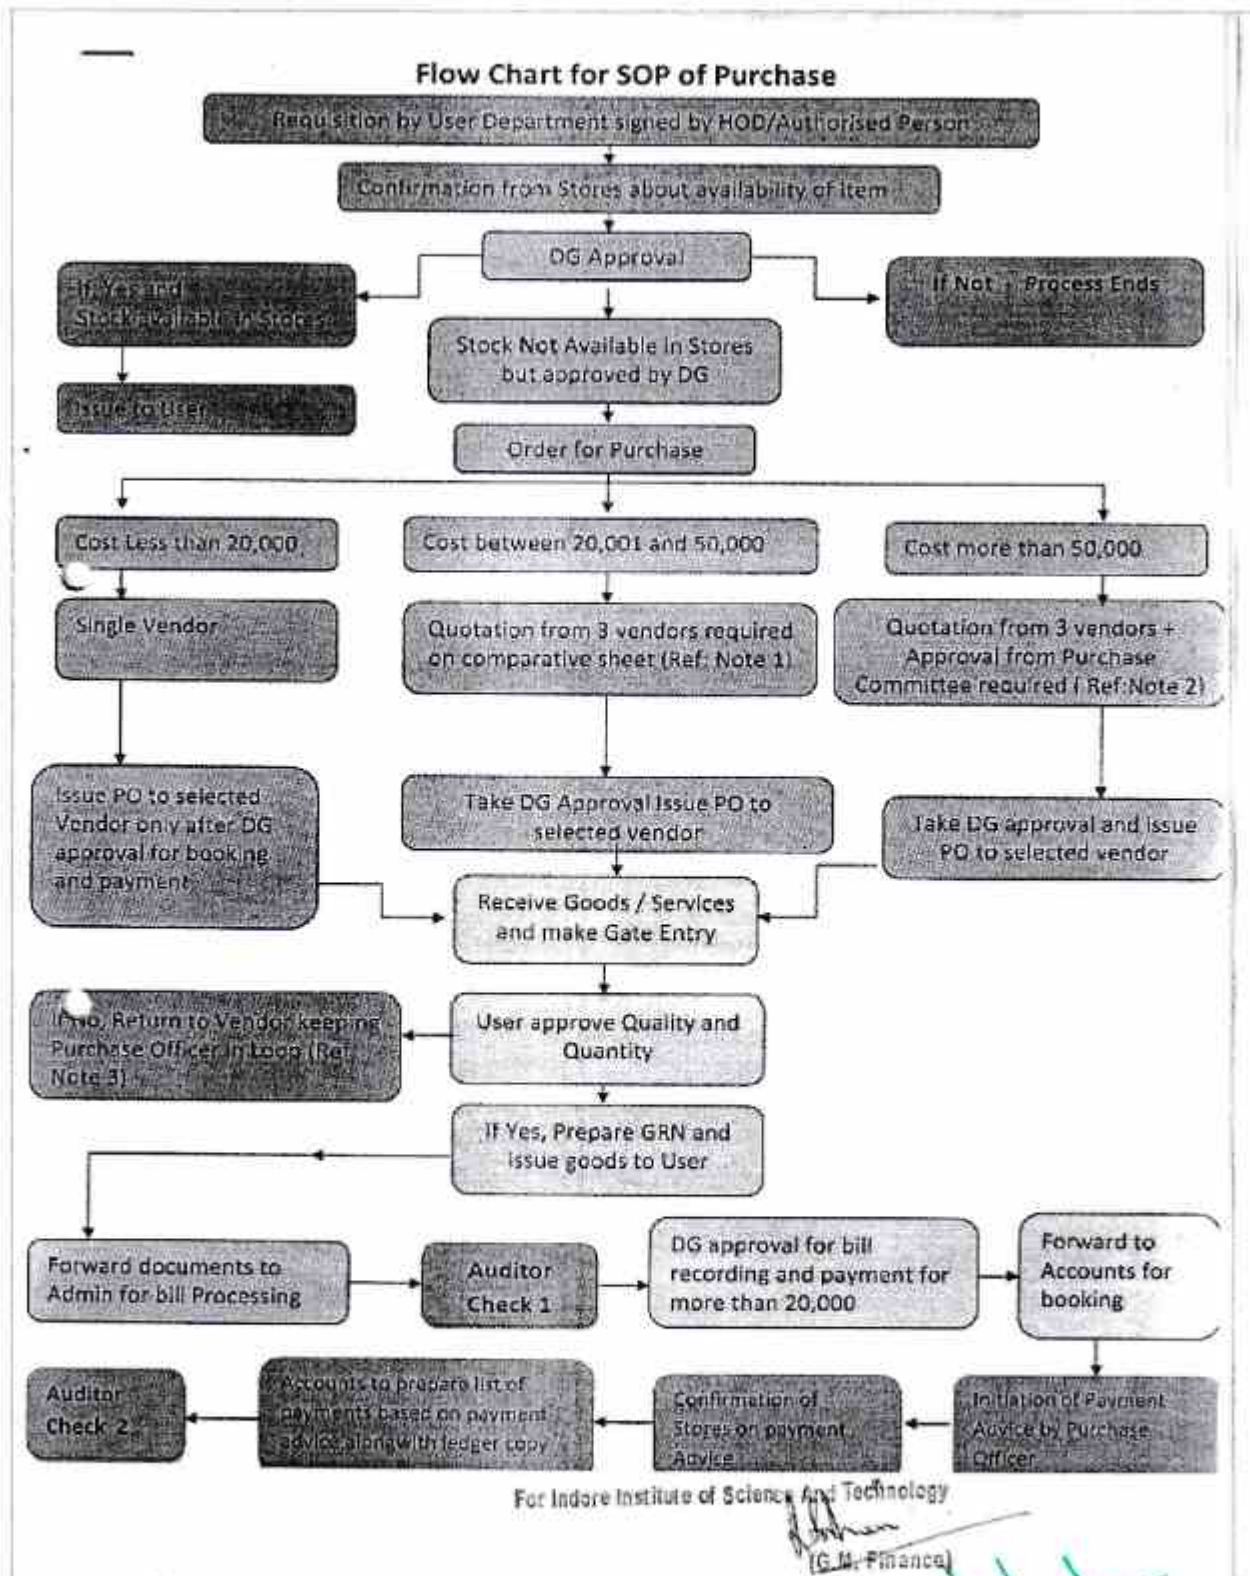 Flow Chart for SOP of Purchase
Requisition by User Department signed by HOD/Authorised Person
Confirmation from Stores about availability of item
DG Approval
If Yes and
Stock available in Stores
If Not - Process Ends
Stock Not Available in Stores
but approved by DG
Issue to User
Order for Purchase
Cost Less than 20,000
Cost between 20,001 and 50,000
Cost more than 50,000
Single Vendor
Quotation from 3 vendors required
on comparative sheet (Ref: Note 1)
Quotation from 3 vendors +
Approval from Purchase
Committee required ( Ref:Note 2)
Issue PO to selected
Vendor only after DG
approval for booking
and payment
Take DG Approval Issue PO to
selected vendor
Take DG approval and issue
PO to selected vendor
Receive Goods / Services
and make Gate Entry
If No, Return to Vendor keeping
Purchase Officer in Loop (Ref:
Note 3)
User approve Quality and
Quantity
If Yes, Prepare GRN and
issue goods to User
Forward documents to
Admin for bill Processing
Auditor
Check 1
DG approval for bill
recording and payment for
more than 20,000
Forward to
Accounts for
booking
Auditor
Check 2
Accounts to prepare list of
payments based on payment
advice alongwith ledger copy
Confirmation of
Stores on payment
Advice
Initiation of Payment
Advice by Purchase
Officer
For Indore Institute of Science And Technology
(G.M. Finance)